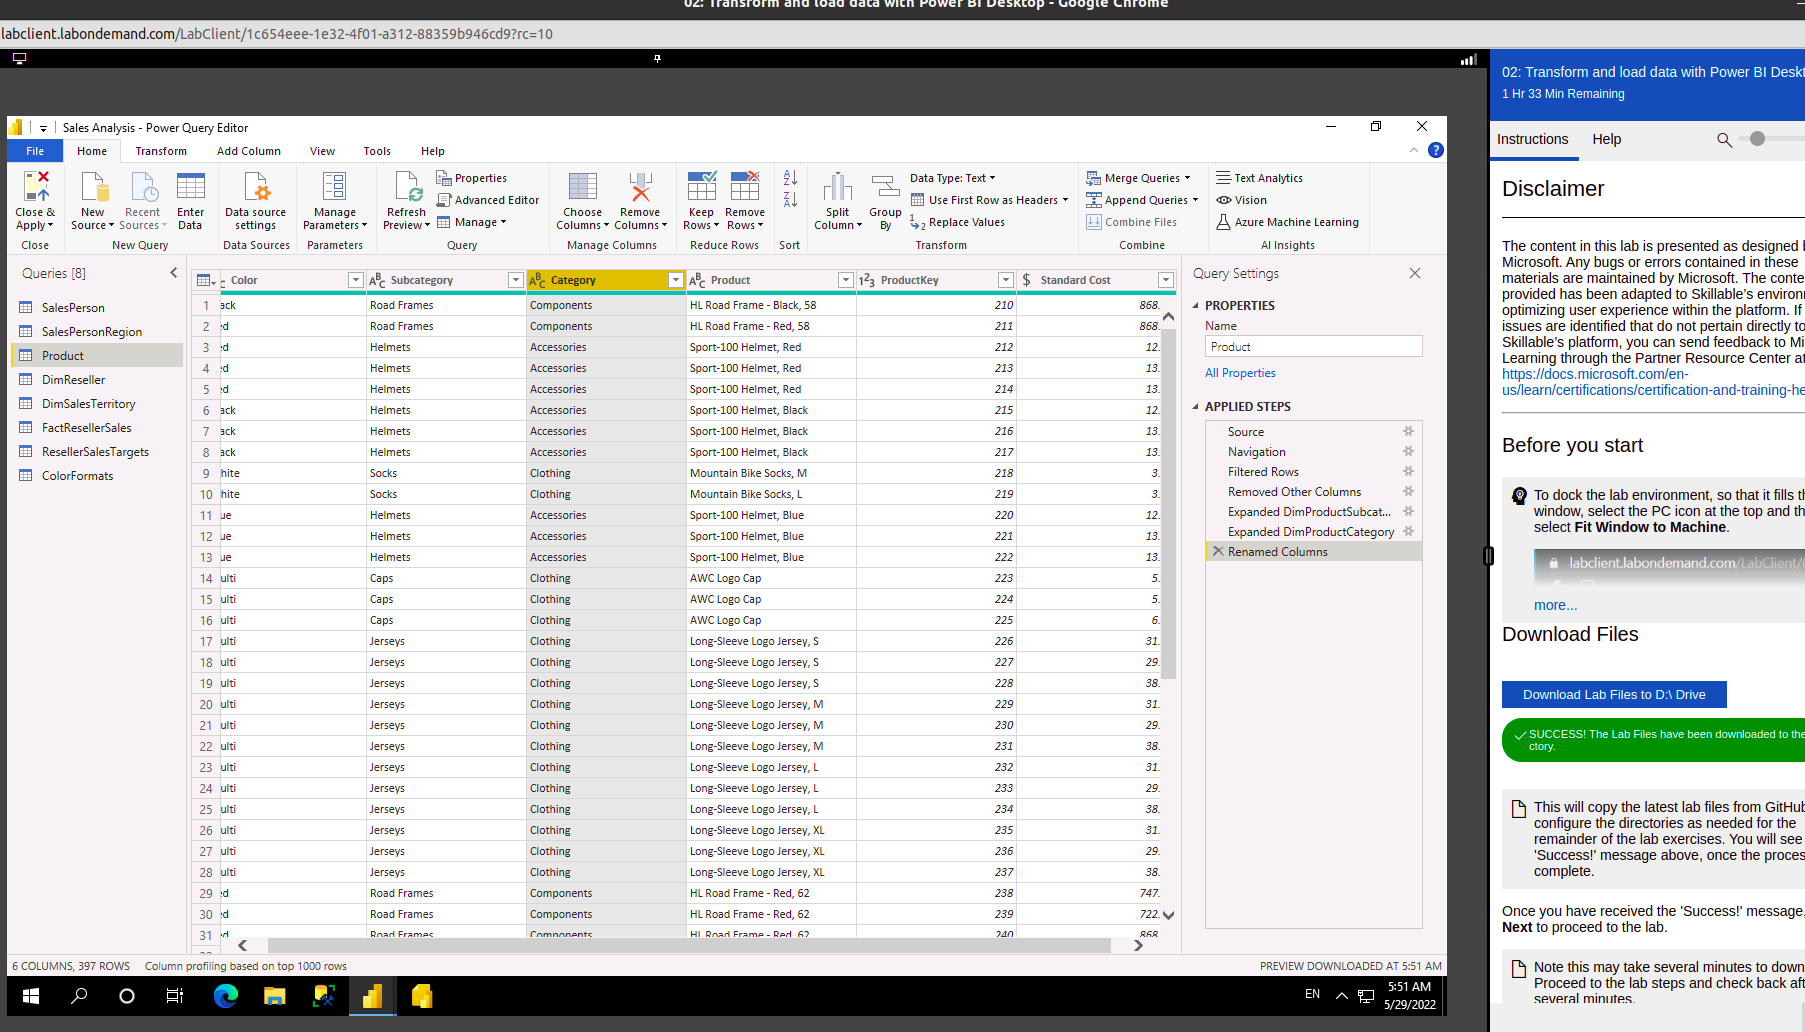 02: Transform and load data with Power BI Desktop - Google Chrome
labclient.labondemand.com/LabClient/1c654eee-1e32-4f01-a312-88359b946cd9?rc=10
Sales Analysis - Power Query Editor
File Home Transform Add Column View Tools Help
Close & Apply
Close
New Source
Recent Sources
Enter Data
New Query
Data source settings
Data Sources
Manage Parameters
Parameters
Refresh Preview
Properties
Advanced Editor
Manage
Query
Choose Columns
Remove Columns
Manage Columns
Keep Rows
Remove Rows
Reduce Rows
Sort
Split Column
Group By
Data Type: Text
Use First Row as Headers
Replace Values
Transform
Merge Queries
Append Queries
Combine Files
Combine
Text Analytics
Vision
Azure Machine Learning
AI Insights
Queries [8]
SalesPerson
SalesPersonRegion
Product
DimReseller
DimSalesTerritory
FactResellerSales
ResellerSalesTargets
ColorFormats
Color Subcategory Category Product ProductKey Standard Cost
1 ack Road Frames Components HL Road Frame - Black, 58 210 868.
2 ed Road Frames Components HL Road Frame - Red, 58 211 868.
3 ed Helmets Accessories Sport-100 Helmet, Red 212 12.
4 ed Helmets Accessories Sport-100 Helmet, Red 213 13.
5 ed Helmets Accessories Sport-100 Helmet, Red 214 13.
6 ack Helmets Accessories Sport-100 Helmet, Black 215 12.
7 ack Helmets Accessories Sport-100 Helmet, Black 216 13.
8 ack Helmets Accessories Sport-100 Helmet, Black 217 13.
9 hite Socks Clothing Mountain Bike Socks, M 218 3.
10 hite Socks Clothing Mountain Bike Socks, L 219 3.
11 ue Helmets Accessories Sport-100 Helmet, Blue 220 12.
12 ue Helmets Accessories Sport-100 Helmet, Blue 221 13.
13 ue Helmets Accessories Sport-100 Helmet, Blue 222 13.
14 ulti Caps Clothing AWC Logo Cap 223 5.
15 ulti Caps Clothing AWC Logo Cap 224 5.
16 ulti Caps Clothing AWC Logo Cap 225 6.
17 ulti Jerseys Clothing Long-Sleeve Logo Jersey, S 226 31.
18 ulti Jerseys Clothing Long-Sleeve Logo Jersey, S 227 29.
19 ulti Jerseys Clothing Long-Sleeve Logo Jersey, S 228 38.
20 ulti Jerseys Clothing Long-Sleeve Logo Jersey, M 229 31.
21 ulti Jerseys Clothing Long-Sleeve Logo Jersey, M 230 29.
22 ulti Jerseys Clothing Long-Sleeve Logo Jersey, M 231 38.
23 ulti Jerseys Clothing Long-Sleeve Logo Jersey, L 232 31.
24 ulti Jerseys Clothing Long-Sleeve Logo Jersey, L 233 29.
25 ulti Jerseys Clothing Long-Sleeve Logo Jersey, L 234 38.
26 ulti Jerseys Clothing Long-Sleeve Logo Jersey, XL 235 31.
27 ulti Jerseys Clothing Long-Sleeve Logo Jersey, XL 236 29.
28 ulti Jerseys Clothing Long-Sleeve Logo Jersey, XL 237 38.
29 ed Road Frames Components HL Road Frame - Red, 62 238 747.
30 ed Road Frames Components HL Road Frame - Red, 62 239 722.
31 ed Road Frames Components HL Road Frame - Red, 62 240 868.
Query Settings
PROPERTIES
Name
Product
All Properties
APPLIED STEPS
Source
Navigation
Filtered Rows
Removed Other Columns
Expanded DimProductSubcat...
Expanded DimProductCategory
Renamed Columns
6 COLUMNS, 397 ROWS Column profiling based on top 1000 rows PREVIEW DOWNLOADED AT 5:51 AM
EN
5:51 AM
5/29/2022
02: Transform and load data with Power BI Deskt
1 Hr 33 Min Remaining
Instructions Help
Disclaimer
The content in this lab is presented as designed
Microsoft. Any bugs or errors contained in these
materials are maintained by Microsoft. The conte
provided has been adapted to Skillable's environ
optimizing user experience within the platform. If
issues are identified that do not pertain directly to
Skillable's platform, you can send feedback to Mi
Learning through the Partner Resource Center at
https://docs.microsoft.com/en-
us/learn/certifications/certification-and-training-he
Before you start
To dock the lab environment, so that it fills th
window, select the PC icon at the top and th
select Fit Window to Machine.
labclient.labondemand.com/LabClient/
more...
Download Files
Download Lab Files to D:\ Drive
SUCCESS! The Lab Files have been downloaded to the
ctory.
This will copy the latest lab files from GitHub
configure the directories as needed for the
remainder of the lab exercises. You will see
'Success!' message above, once the proces
complete.
Once you have received the 'Success!' message,
Next to proceed to the lab.
Note this may take several minutes to down
Proceed to the lab steps and check back aft
several minutes.